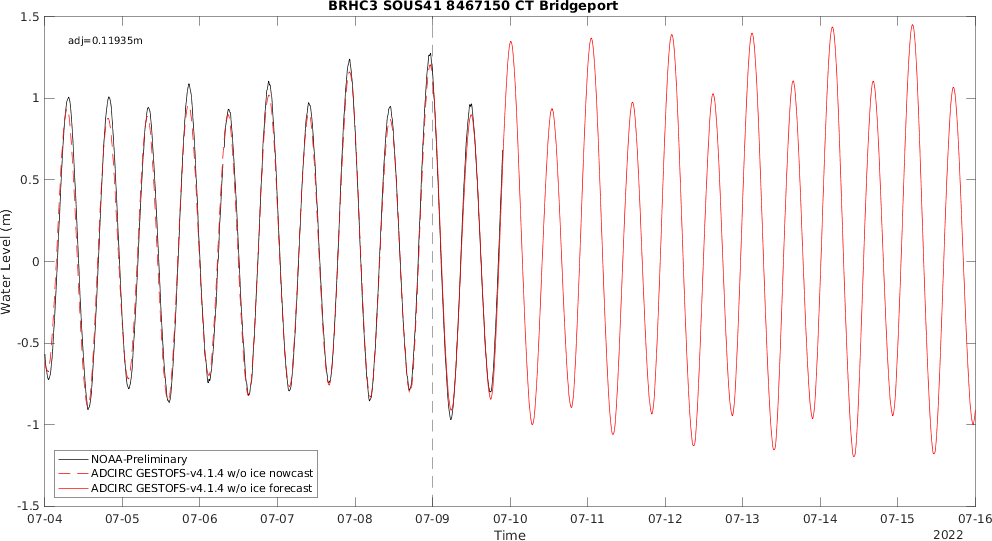 BRHC3 SOUS41 8467150 CT Bridgeport
adj=0.11935m
1.5
1
0.5
0
-0.5
-1
-1.5
Water Level (m)
NOAA-Preliminary
ADCIRC GESTOFS-v4.1.4 w/o ice nowcast
ADCIRC GESTOFS-v4.1.4 w/o ice forecast
07-04 07-05 07-06 07-07 07-08 07-09 07-10 07-11 07-12 07-13 07-14 07-15 07-16
Time
2022